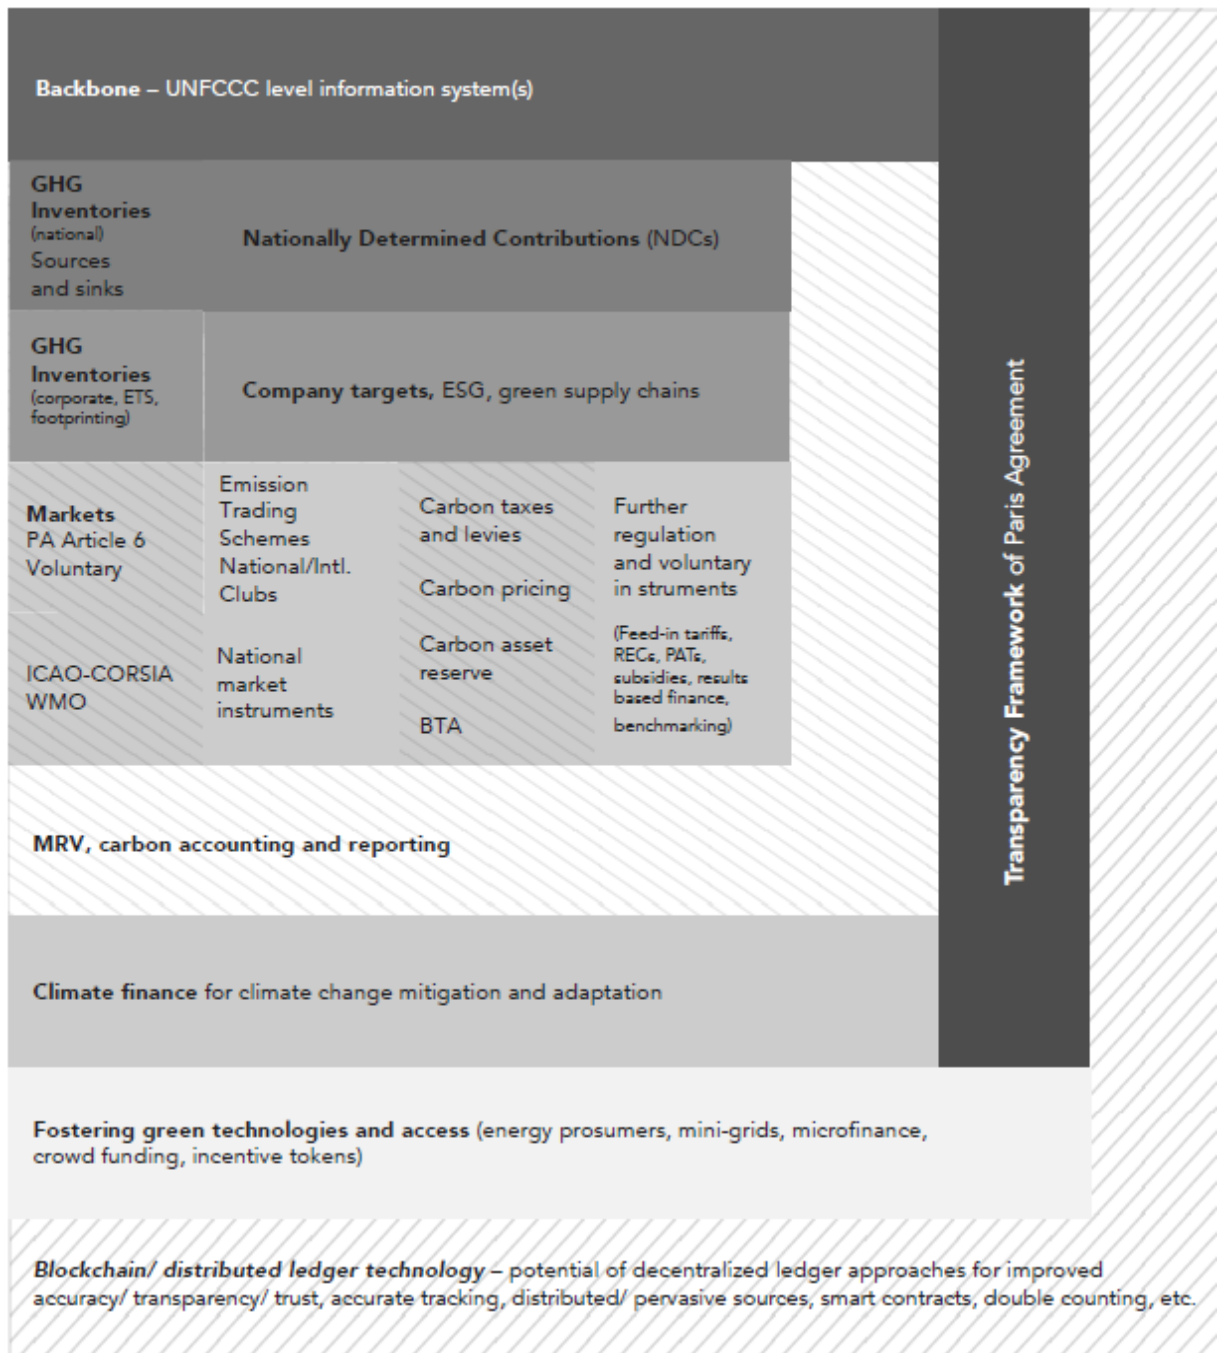 Backbone – UNFCCC level information system(s)
GHG
Inventories
(national)
Sources
and sinks
Nationally Determined Contributions (NDCs)
GHG
Inventories
(corporate, ETS,
footprinting)
Company targets, ESG, green supply chains
Markets
PA Article 6
Voluntary
ICAO-CORSIA
WMO
Emission
Trading
Schemes
National/Intl.
Clubs
National
market
instruments
Carbon taxes
and levies
Carbon pricing
Carbon asset
reserve
BTA
Further
regulation
and voluntary
in struments
(Feed-in tariffs,
RECs, PATs,
subsidies, results
based finance,
benchmarking)
Transparency Framework of Paris Agreement
MRV, carbon accounting and reporting
Climate finance for climate change mitigation and adaptation
Fostering green technologies and access (energy prosumers, mini-grids, microfinance,
crowd funding, incentive tokens)
Blockchain/ distributed ledger technology – potential of decentralized ledger approaches for improved
accuracy/ transparency/ trust, accurate tracking, distributed/ pervasive sources, smart contracts, double counting, etc.